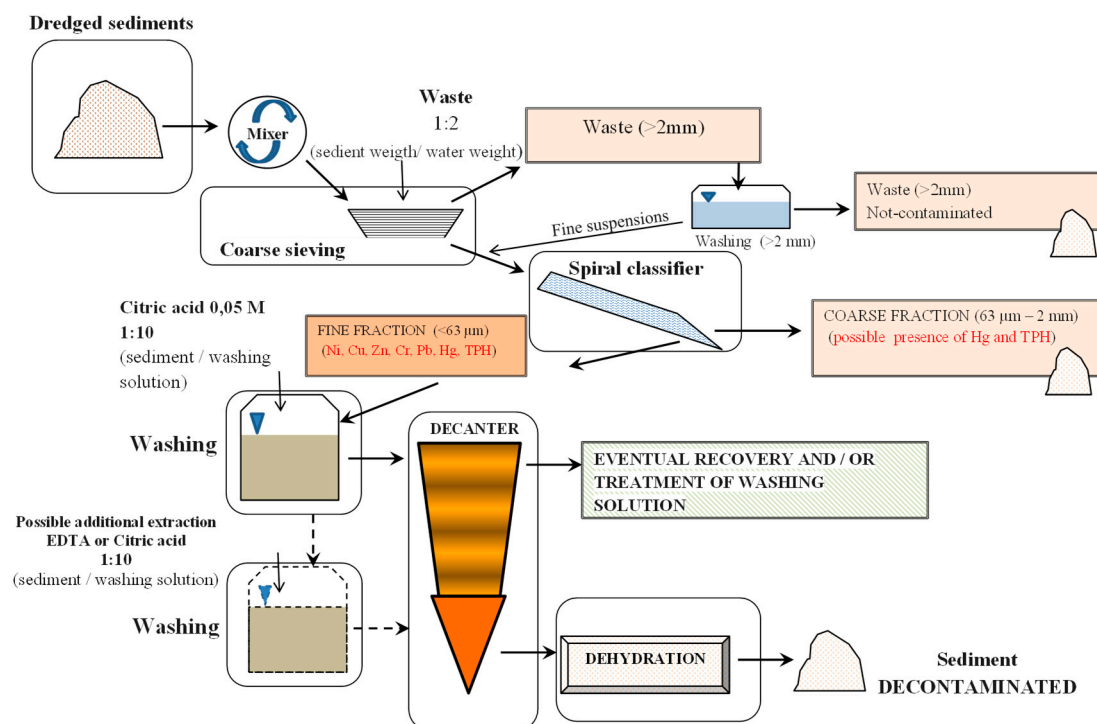 Dredged sediments
Mixer
Waste
1:2
(sedient weigth/ water weight)
Waste (>2mm)
Waste (>2mm)
Not-contaminated
Fine suspensions
Washing (>2 mm)
Coarse sieving
Spiral classifier
Citric acid 0,05 M
1:10
(sediment / washing
solution)
FINE FRACTION (<63 µm)
(Ni, Cu, Zn, Cr, Pb, Hg, TPH)
COARSE FRACTION (63 µm – 2 mm)
(possible presence of Hg and TPH)
Washing
DECANTER
EVENTUAL RECOVERY AND / OR
TREATMENT OF WASHING
SOLUTION
Possible additional extraction
EDTA or Citric acid
1:10
(sediment / washing solution)
Washing
DEHYDRATION
Sediment
DECONTAMINATED